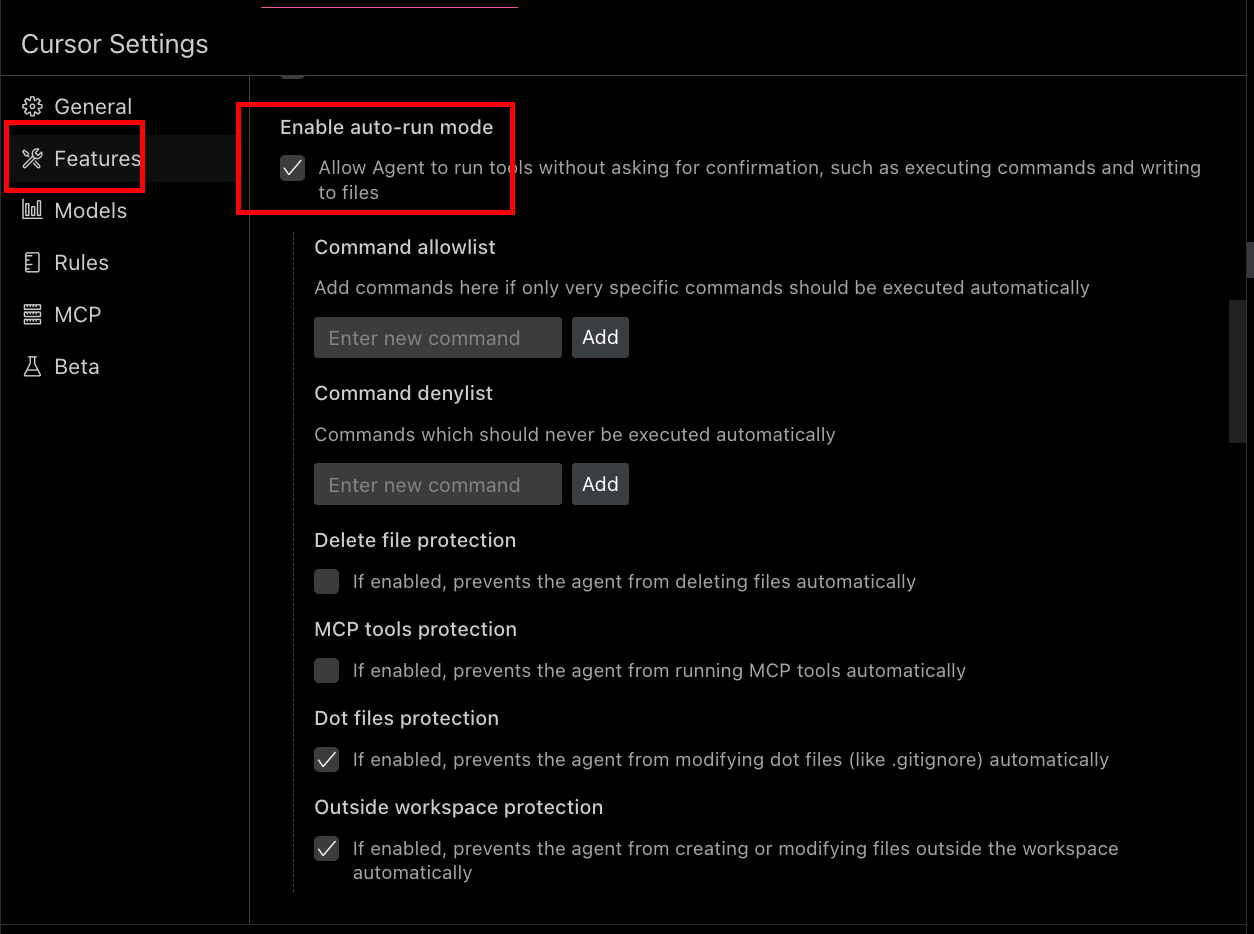 Cursor Settings
General
Features
Models
Rules
MCP
Beta
Enable auto-run mode
Allow Agent to run tools without asking for confirmation, such as executing commands and writing
to files
Command allowlist
Add commands here if only very specific commands should be executed automatically
Enter new command
Add
Command denylist
Commands which should never be executed automatically
Enter new command
Add
Delete file protection
If enabled, prevents the agent from deleting files automatically
MCP tools protection
If enabled, prevents the agent from running MCP tools automatically
Dot files protection
If enabled, prevents the agent from modifying dot files (like .gitignore) automatically
Outside workspace protection
If enabled, prevents the agent from creating or modifying files outside the workspace
automatically